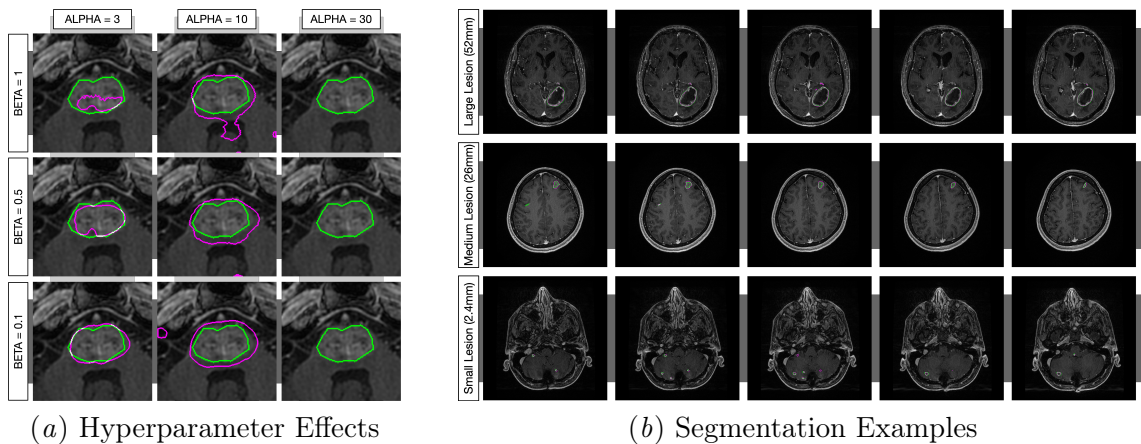 ALPHA = 3
ALPHA = 10
ALPHA = 30
BETA = 1
BETA = 0.5
BETA = 0.1
(a) Hyperparameter Effects
Large Lesion (52mm)
Medium Lesion (26mm)
Small Lesion (2.4mm)
(b) Segmentation Examples